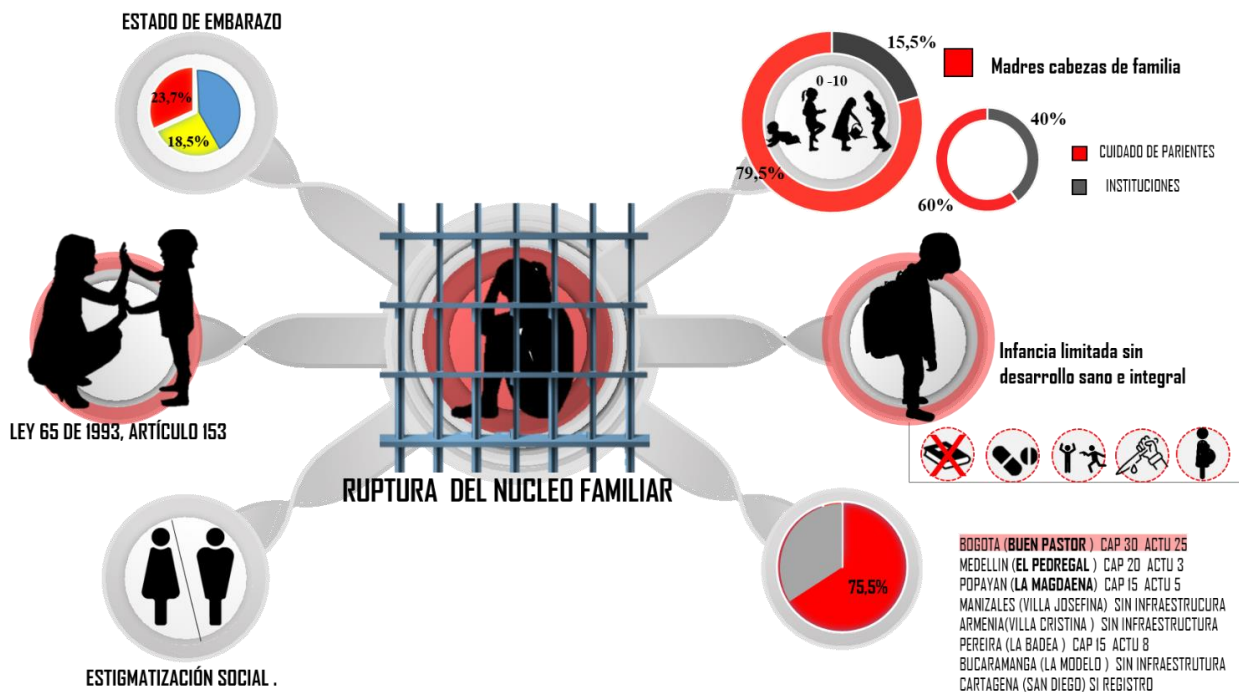 ESTADO DE EMBARAZO
23,7%
18,5%
15,5%
0 -10
79,5%
Madres cabezas de familia
40%
60%
CUIDADO DE PARIENTES
INSTITUCIONES
LEY 65 DE 1993, ARTÍCULO 153
RUPTURA DEL NUCLEO FAMILIAR
Infancia limitada sin
desarrollo sano e integral
ESTIGMATIZACIÓN SOCIAL .
75,5%
BOGOTA (BUEN PASTOR ) CAP 30 ACTU 25
MEDELLIN (EL PEDREGAL ) CAP 20 ACTU 3
POPAYAN (LA MAGDAENA) CAP 15 ACTU 5
MANIZALES (VILLA JOSEFINA) SIN INFRAESTRUCURA
ARMENIA(VILLA CRISTINA ) SIN INFRAESTRUCTURA
PEREIRA (LA BADEA ) CAP 15 ACTU 8
BUCARAMANGA (LA MODELO ) SIN INFRAESTRUTURA
CARTAGENA (SAN DIEGO) SI REGISTRO